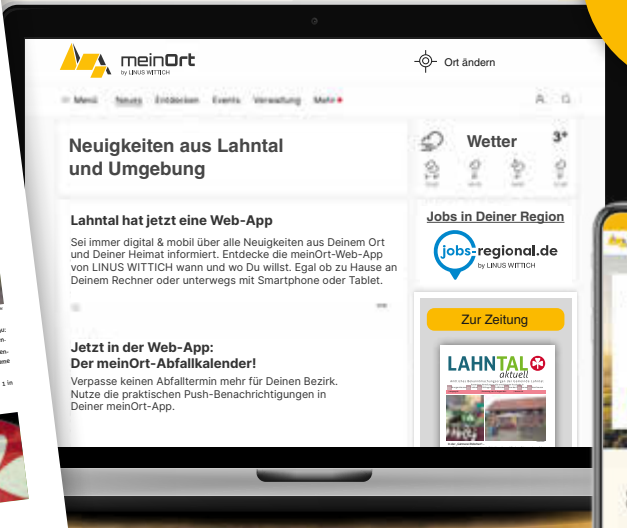 meinOrt
by LINUS WITTICH
Ort ändern
Menü Neues Entdecken Events Verwaltung Mehr
Neuigkeiten aus Lahntal
und Umgebung
Wetter
3°
Lahntal hat jetzt eine Web-App
Sei immer digital & mobil über alle Neuigkeiten aus Deinem Ort
und Deiner Heimat informiert. Entdecke die meinOrt-Web-App
von LINUS WITTICH wann und wo Du willst. Egal ob zu Hause an
Deinem Rechner oder unterwegs mit Smartphone oder Tablet.
Jetzt in der Web-App:
Der meinOrt-Abfallkalender!
Verpasse keinen Abfalltermin mehr für Deinen Bezirk.
Nutze die praktischen Push-Benachrichtigungen in
Deiner meinOrt-App.
Jobs in Deiner Region
jobs-regional.de
by LINUS WITTICH
Zur Zeitung
LAHNTAL
aktuell